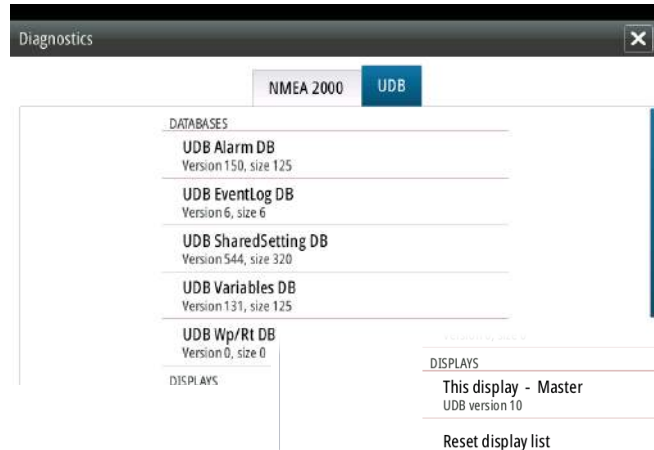 Diagnostics
NMEA 2000
UDB
DATABASES
UDB Alarm DB
Version 150, size 125
UDB EventLog DB
Version 6, size 6
UDB SharedSetting DB
Version 544, size 320
UDB Variables DB
Version 131, size 125
UDB Wp/Rt DB
Version 0, size 0
DISPLAYS
DISPLAYS
This display - Master
UDB version 10
Reset display list